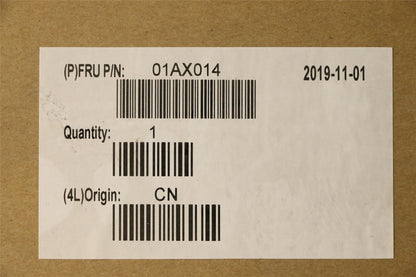 (P)FRU P/N: 01AX014 2019-11-01
Quantity: 1
(4L)Origin: CN